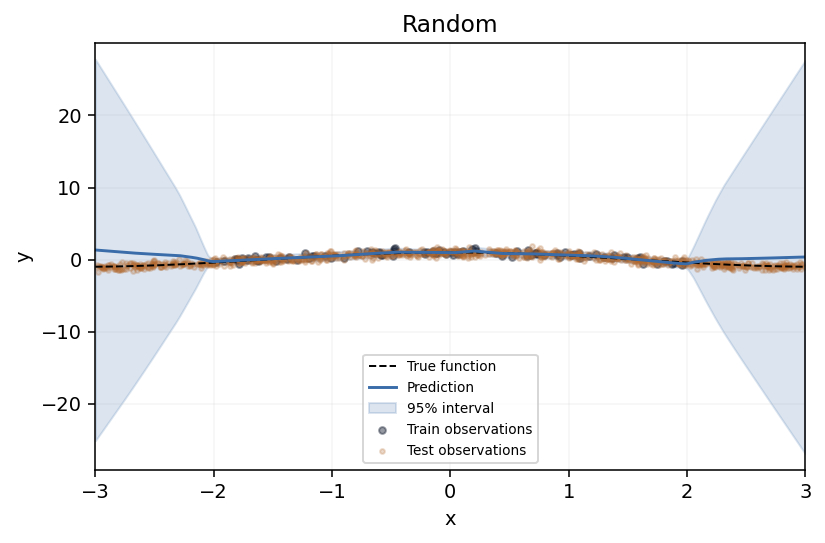 Random
20
10
0
−10
−20
y
True function
Prediction
95% interval
Train observations
Test observations
−3
−2
−1
0
1
2
3
x